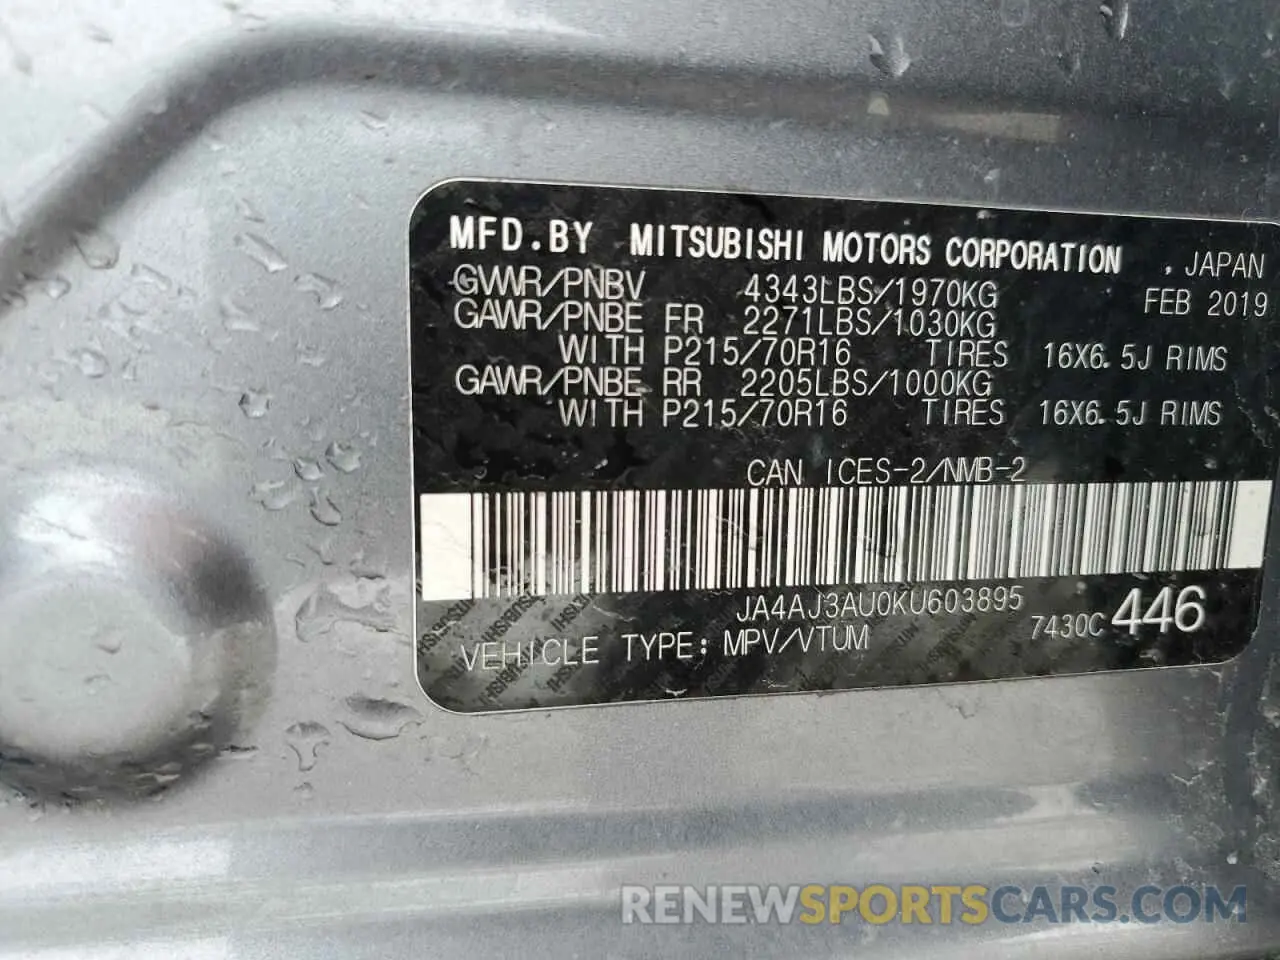 MFD.BY MITSUBISHI MOTORS CORPORATION , JAPAN
GVWR/PNBV 4343LBS/1970KG FEB 2019
GAWR/PNBE FR 2271LBS/1030KG
WITH P215/70R16 TIRES 16X6.5J RIMS
GAWR/PNBE RR 2205LBS/1000KG
WITH P215/70R16 TIRES 16X6.5J RIMS
CAN ICES-2/NMB-2
JA4AJ3AU0KU603895
7430C 446
VEHICLE TYPE: MPV/VTUM
RENEWSPORTSCARS.COM